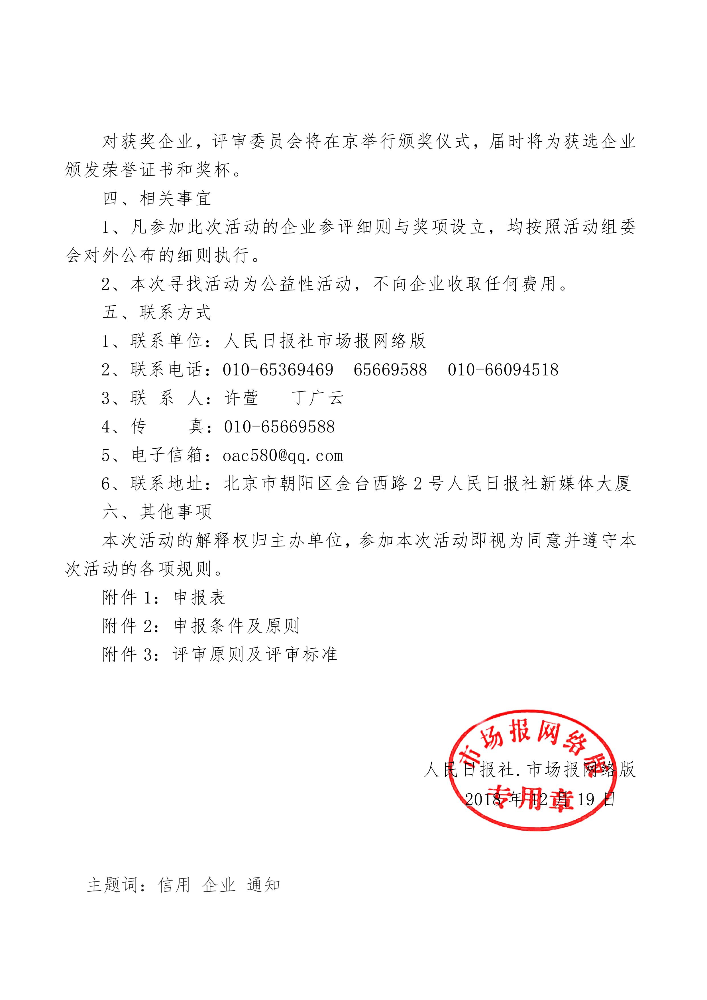 对获奖企业，评审委员会将在京举行颁奖仪式，届时将为获选企业
颁发荣誉证书和奖杯。
四、相关事宜
1、凡参加此次活动的企业参评细则与奖项设立，均按照活动组委
会对外公布的细则执行。
2、本次寻找活动为公益性活动，不向企业收取任何费用。
五、联系方式
1、联系单位：人民日报社市场报网络版
2、联系电话：010-65369469  65669588  010-66094518
3、联 系 人：许萱   丁广云
4、传    真：010-65669588
5、电子信箱：oac580@qq.com
6、联系地址：北京市朝阳区金台西路2号人民日报社新媒体大厦
六、其他事项
本次活动的解释权归主办单位，参加本次活动即视为同意并遵守本
次活动的各项规则。
附件1：申报表
附件2：申报条件及原则
附件3：评审原则及评审标准
市场报网络版
人民日报社.市场报网络版
专用章
2018年12月19日
主题词：信用 企业 通知